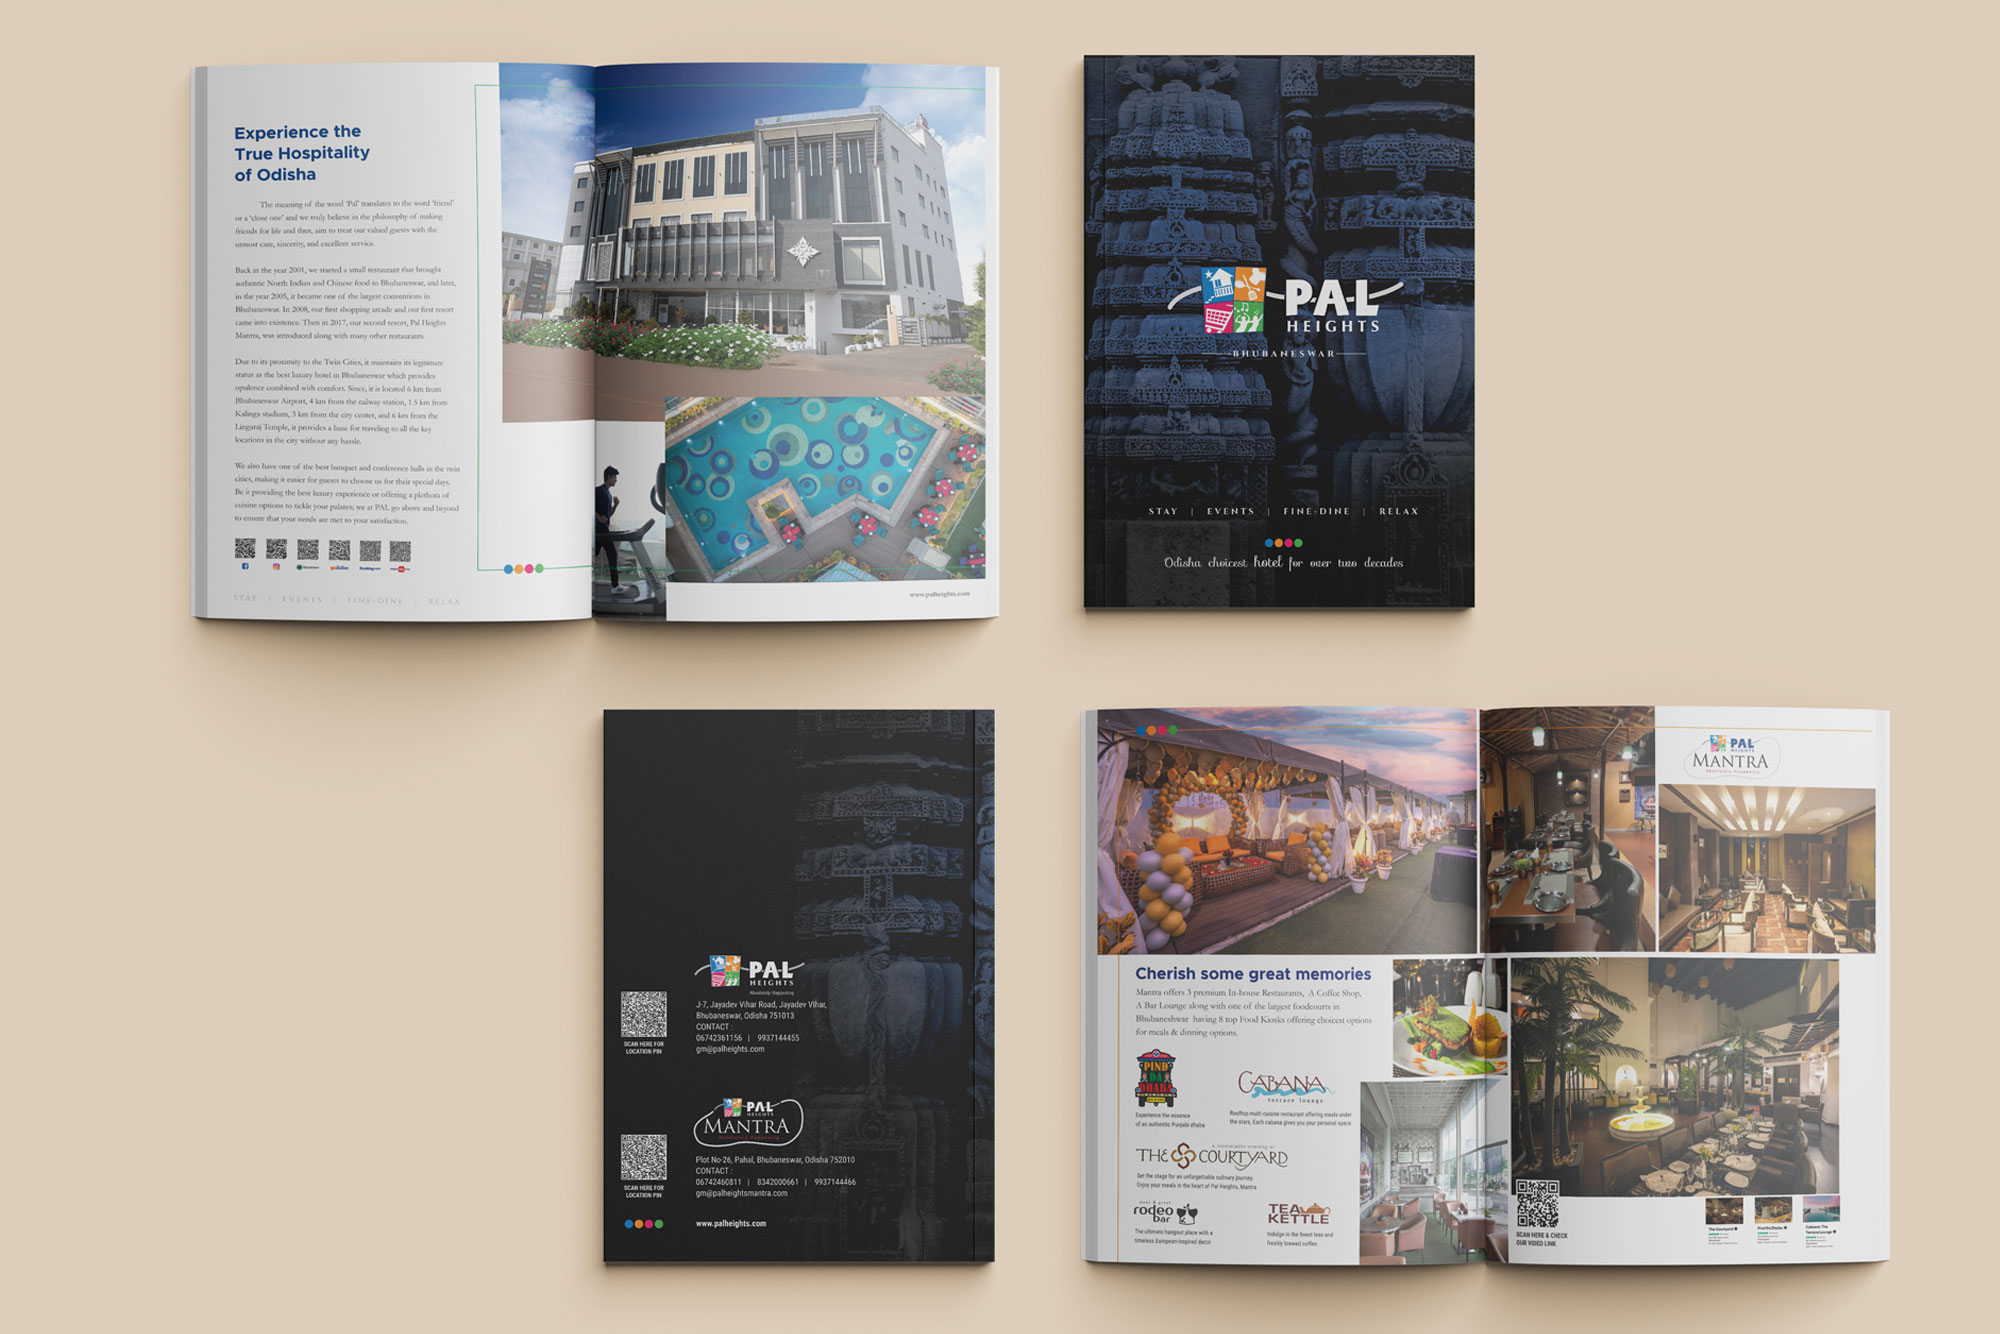 Experience the
True Hospitality
of Odisha
The meaning of the word 'Pal' translates to the word 'friend'
or a 'close one' and we truly believe in the philosophy of making
friends for life and thus, aim to treat our valued guests with the
utmost care, sincerity, and excellent service.
Back in the year 2001, we started a small restaurant that brought
authentic North Indian and Chinese food to Bhubaneswar, and later,
in the year 2005, it became one of the largest conventions in
Bhubaneswar. In 2008, our first shopping arcade and our first resort
came into existence. Then in 2017, our second resort, Pal Heights
Mantra, was introduced along with many other restaurants.
Due to its proximity to the Twin Cities, it maintains its legitimate
status as the best luxury hotel in Bhubaneswar which provides
opulence combined with comfort. Since, it is located 6 km from
Bhubaneswar Airport, 4 km from the railway station, 1.5 km from
Kalinga stadium, 3 km from the city center, and 6 km from the
Lingaraj Temple, it provides a base for traveling to all the key
locations in the city without any hassle.
We also have one of the best banquet and conference halls in the twin
cities, making it easier for guests to choose us for their special days.
Be it providing the best luxury experience or offering a plethora of
cuisine options to tickle your palates; we at PAL go above and beyond
to ensure that your needs are met to your satisfaction.
STAY | EVENTS | FINE-DINE | RELAX
www.palheights.com
P-A-L
HEIGHTS
BHUBANESWAR
STAY | EVENTS | FINE-DINE | RELAX
Odisha choicest hotel for over two decades
PAL
HEIGHTS
Absolutely Happening
J-7, Jayadev Vihar Road, Jayadev Vihar,
Bhubaneswar, Odisha 751013
CONTACT :
06742361156 | 9937144455
gm@palheights.com
SCAN HERE FOR
LOCATION PIN
PAL
HEIGHTS
MANTRA
Absolutely Happening
Plot No-26, Pahal, Bhubaneswar, Odisha 752010
CONTACT :
06742460811 | 8342000661 | 9937144466
gm@palheightsmantra.com
SCAN HERE FOR
LOCATION PIN
www.palheights.com
PAL
HEIGHTS
MANTRA
Absolutely Happening
Cherish some great memories
Mantra offers 3 premium In-house Restaurants, A Coffee Shop,
A Bar Lounge along with one of the largest foodcourts in
Bhubaneshwar having 8 top Food Kiosks offering choicest options
for meals & dinning options.
PIND
DA
DHABA
Experience the essence
of an authentic Punjabi dhaba
CABANA
terrace lounge
Rooftop multi-cuisine restaurant offering meals under
the stars, Each cabana gives you your personal space
THE COURTYARD
Set the stage for an unforgettable culinary journey
Enjoy your meals in the heart of Pal Heights, Mantra
rodeo
bar
The ultimate hangout place with a
timeless European-inspired decor
TEA
KETTLE
Indulge in the finest teas and
freshly brewed coffee.
SCAN HERE & CHECK
OUR VIDEO LINK